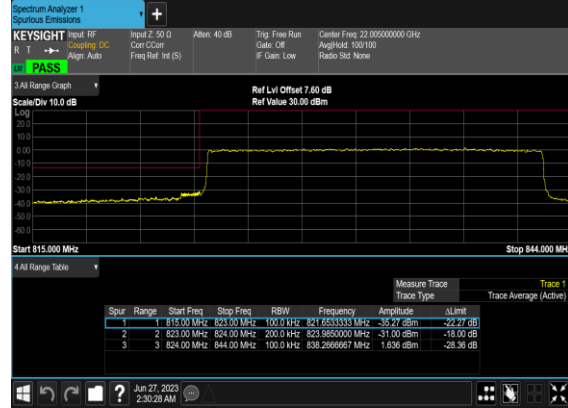 Spectrum Analyzer 1
Spurious Emissions
KEYSIGHT Input: RF Input Z: 50 Ω Atten: 40 dB Trig: Free Run Center Freq: 22.005000000 GHz
R T Coupling: DC Corr CCorr Gate: Off Avg|Hold: 100/100
Align: Auto Freq Ref: Int (S) IF Gain: Low Radio Std: None
PASS
3 All Range Graph
Ref Lvl Offset 7.60 dB
Scale/Div 10.0 dB Ref Value 30.00 dBm
Log
20.0
10.0
0.00
-10.0
-20.0
-30.0
-40.0
-50.0
-60.0
Start 815.000 MHz Stop 844.000 MH
4 All Range Table
Measure Trace Trace 1
Trace Type Trace Average (Active)
Spur Range Start Freq Stop Freq RBW Frequency Amplitude ΔLimit
1 1 815.00 MHz 823.00 MHz 100.0 kHz 821.6533333 MHz -35.27 dBm -22.27 dB
2 2 823.00 MHz 824.00 MHz 200.0 kHz 823.9850000 MHz -31.00 dBm -18.00 dB
3 3 824.00 MHz 844.00 MHz 100.0 kHz 838.2666667 MHz 1.636 dBm -28.36 dB
? Jun 27, 2023
2:30:28 AM